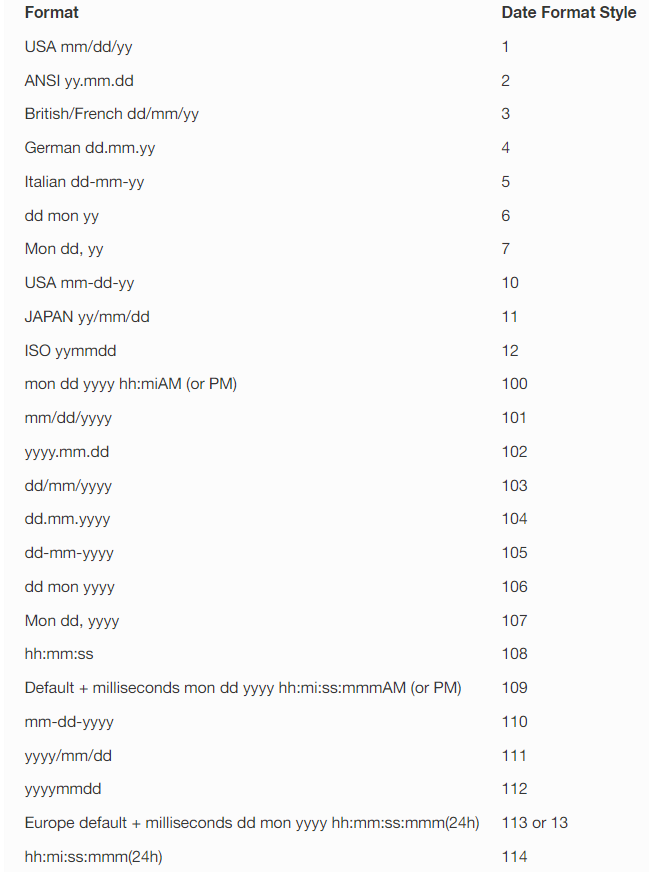 Format Date Format Style
USA mm/dd/yy 1
ANSI yy.mm.dd 2
British/French dd/mm/yy 3
German dd.mm.yy 4
Italian dd-mm-yy 5
dd mon yy 6
Mon dd, yy 7
USA mm-dd-yy 10
JAPAN yy/mm/dd 11
ISO yymmdd 12
mon dd yyyy hh:miAM (or PM) 100
mm/dd/yyyy 101
yyyy.mm.dd 102
dd/mm/yyyy 103
dd.mm.yyyy 104
dd-mm-yyyy 105
dd mon yyyy 106
Mon dd, yyyy 107
hh:mm:ss 108
Default + milliseconds mon dd yyyy hh:mi:ss:mmmAM (or PM) 109
mm-dd-yyyy 110
yyyy/mm/dd 111
yyyymmdd 112
Europe default + milliseconds dd mon yyyy hh:mm:ss:mmm(24h) 113 or 13
hh:mi:ss:mmm(24h) 114